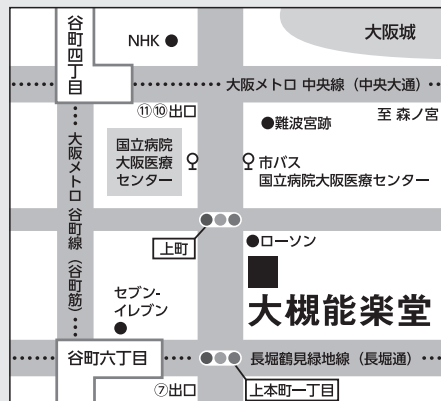 谷町四丁目
NHK
大阪城
大阪メトロ 中央線（中央大通）
⑪⑩出口
至 森ノ宮
難波宮跡
国立病院
大阪医療
センター
市バス
国立病院大阪医療センター
大阪メトロ 谷町線（谷町筋）
上町
ローソン
大槻能楽堂
セブン-
イレブン
谷町六丁目
長堀鶴見緑地線（長堀通）
⑦出口
上本町一丁目